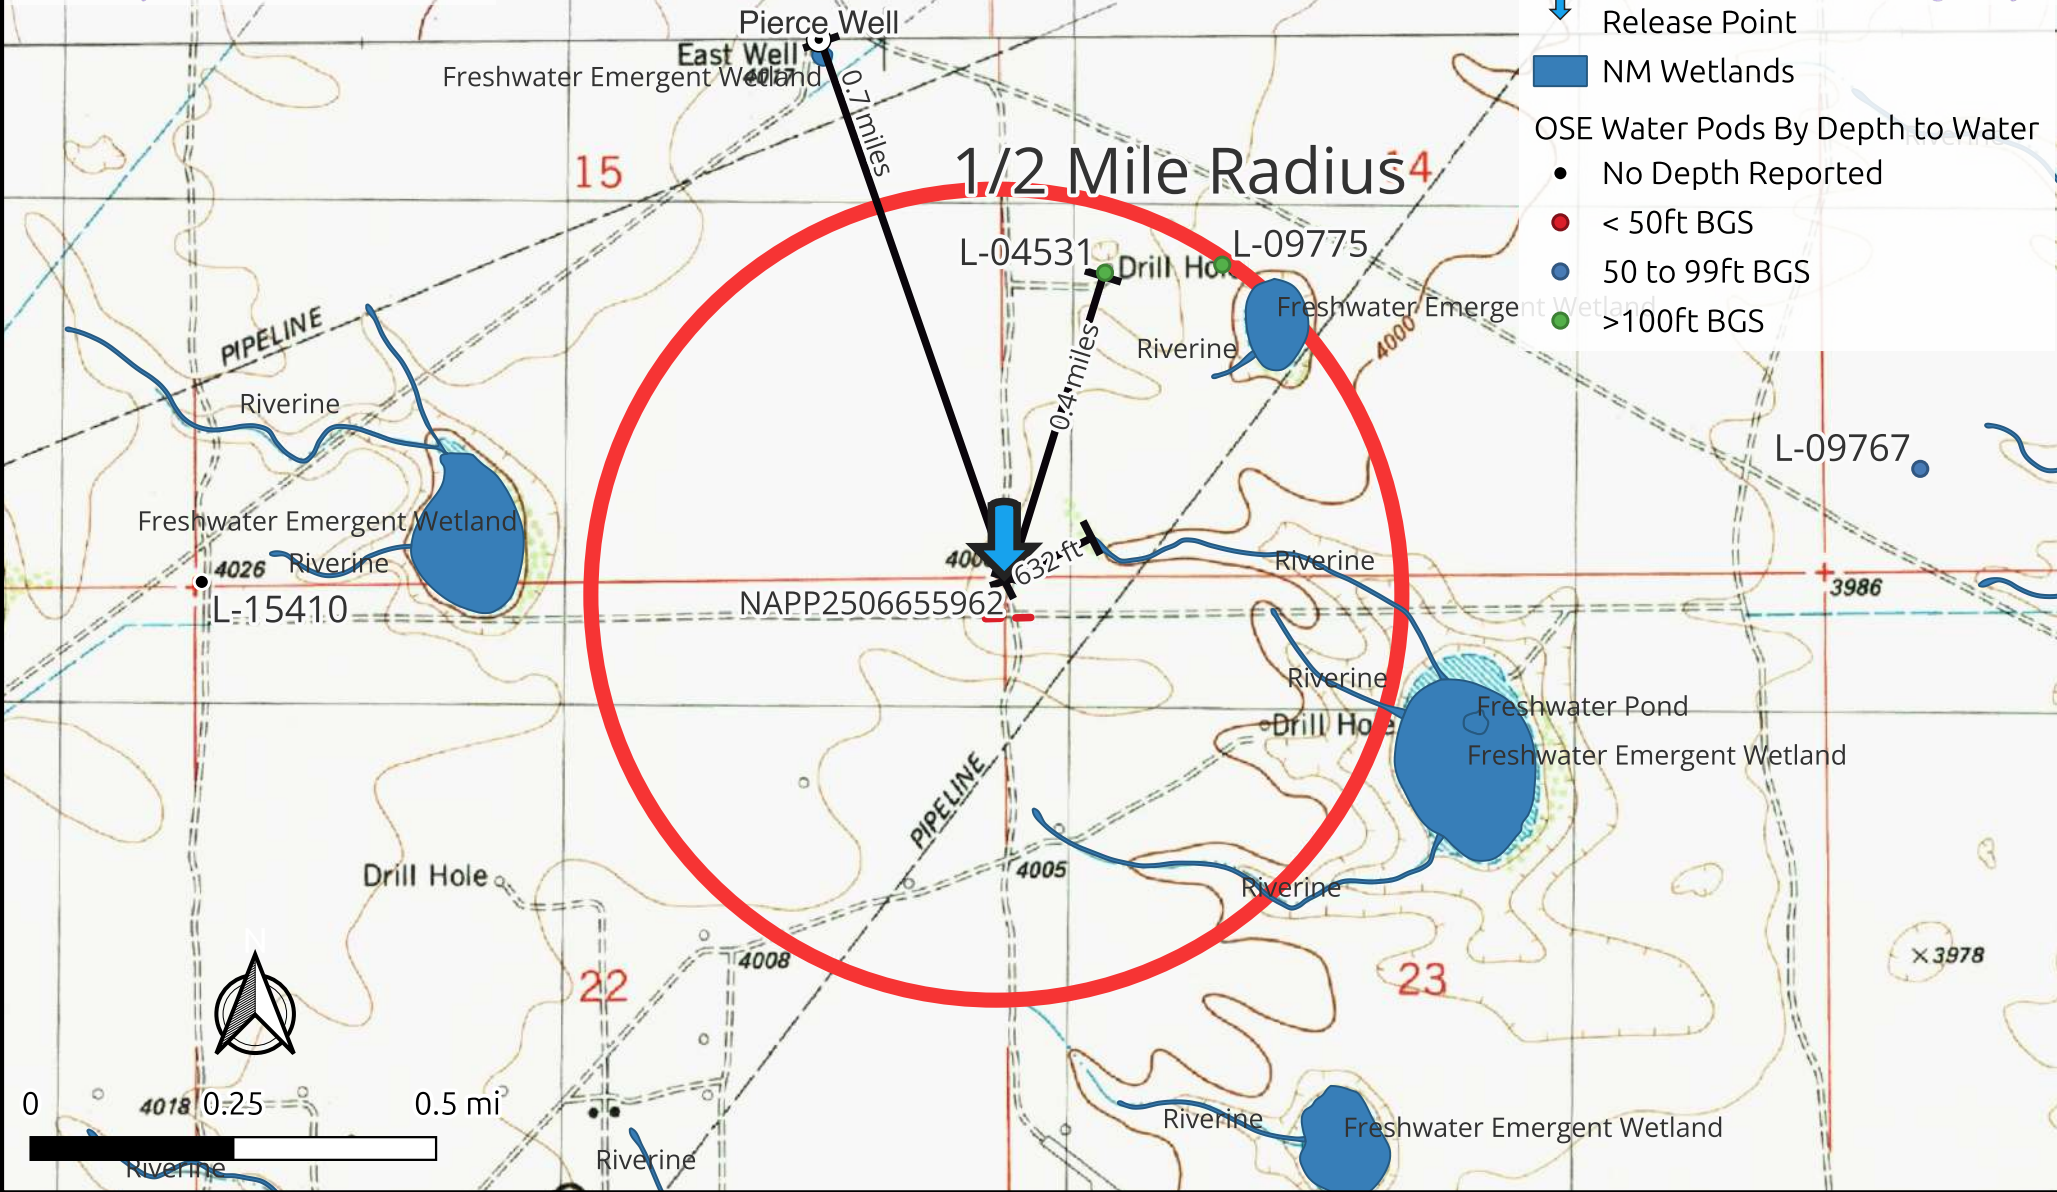 Pierce Well
East Well
Freshwater Emergent Wetland
0.7 miles
Release Point
NM Wetlands
OSE Water Pods By Depth to Water
No Depth Reported
< 50ft BGS
50 to 99ft BGS
>100ft BGS
Riverine
15
1/2 Mile Radius
14
L-04531
Drill Hole
L-09775
Freshwater Emergent Wetland
Riverine
4000
0.4 miles
PIPELINE
Riverine
L-09767
Freshwater Emergent Wetland
Riverine
4026
L-15410
632 ft
NAPP2506655962
Riverine
3986
Riverine
Freshwater Pond
Drill Hole
Freshwater Emergent Wetland
PIPELINE
Drill Hole
4005
Riverine
4008
22
23
3978
N
0
0.25
0.5 mi
4018
Riverine
Freshwater Emergent Wetland
Riverine
Riverine